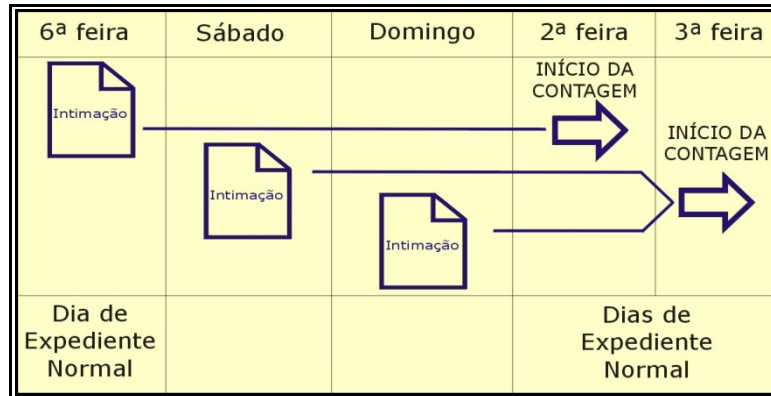 6ª feira
Sábado
Domingo
2ª feira
3ª feira
INÍCIO DA
CONTAGEM
Intimação
INÍCIO DA
CONTAGEM
Intimação
Intimação
Dia de
Expediente
Normal
Dias de
Expediente
Normal